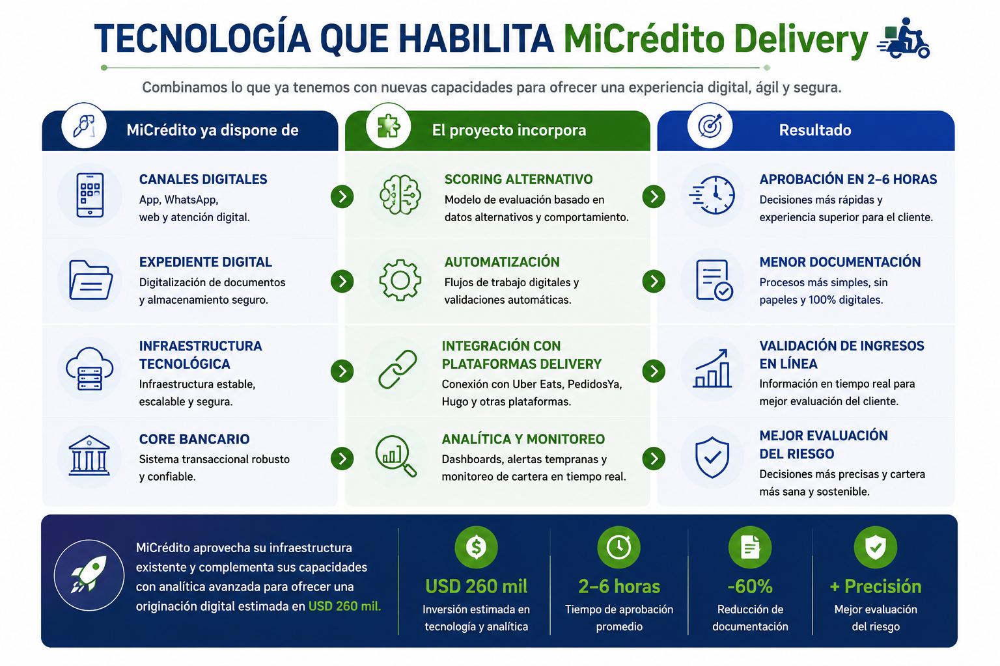 TECNOLOGÍA QUE HABILITA MiCrédito Delivery
Combinamos lo que ya tenemos con nuevas capacidades para ofrecer una experiencia digital, ágil y segura.
MiCrédito ya dispone de
CANALES DIGITALES
App, WhatsApp,
web y atención digital.
EXPEDIENTE DIGITAL
Digitalización de documentos
y almacenamiento seguro.
INFRAESTRUCTURA
TECNOLÓGICA
Infraestructura estable,
escalable y segura.
CORE BANCARIO
Sistema transaccional robusto
y confiable.
El proyecto incorpora
SCORING ALTERNATIVO
Modelo de evaluación basado en
datos alternativos y comportamiento.
AUTOMATIZACIÓN
Flujos de trabajo digitales y
validaciones automáticas.
INTEGRACIÓN CON
PLATAFORMAS DELIVERY
Conexión con Uber Eats, PedidosYa,
Hugo y otras plataformas.
ANALÍTICA Y MONITOREO
Dashboards, alertas tempranas y
monitoreo de cartera en tiempo real.
Resultado
APROBACIÓN EN 2–6 HORAS
Decisiones más rápidas y
experiencia superior para el cliente.
MENOR DOCUMENTACIÓN
Procesos más simples, sin
papeles y 100% digitales.
VALIDACIÓN DE INGRESOS
EN LÍNEA
Información en tiempo real para
mejor evaluación del cliente.
MEJOR EVALUACIÓN
DEL RIESGO
Decisiones más precisas y cartera
más sana y sostenible.
MiCrédito aprovecha su infraestructura
existente y complementa sus capacidades
con analítica avanzada para ofrecer una
originación digital estimada en USD 260 mil.
USD 260 mil
Inversión estimada en
tecnología y analítica
2–6 horas
Tiempo de aprobación
promedio
-60%
Reducción de
documentación
+ Precisión
Mejor evaluación
del riesgo